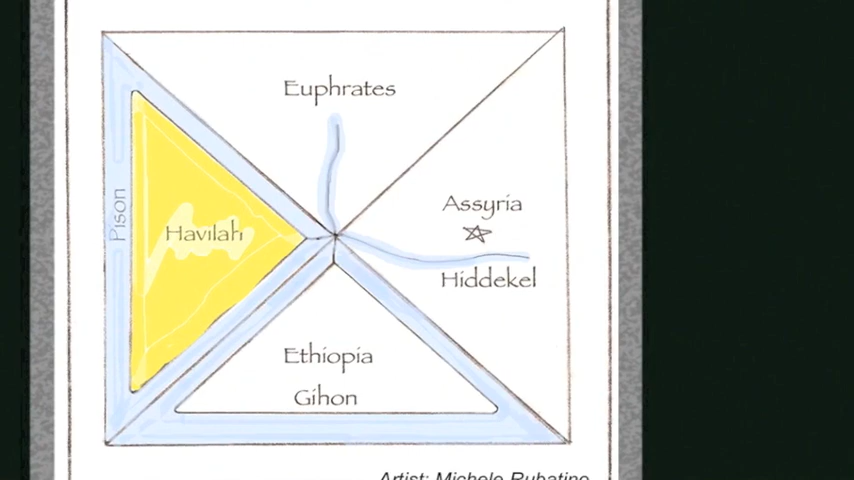 Euphrates
Assyria
Pison
Havilah
Hiddekel
Ethiopia
Gihon
Artist: Michele Rubatino